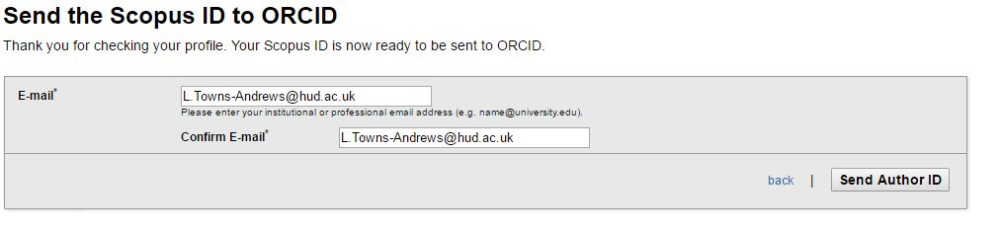 Send the Scopus ID to ORCID
Thank you for checking your profile. Your Scopus ID is now ready to be sent to ORCID.
E-mail* L.Towns-Andrews@hud.ac.uk
Please enter your institutional or professional email address (e.g. name@university.edu).
Confirm E-mail* L.Towns-Andrews@hud.ac.uk
back | Send Author ID